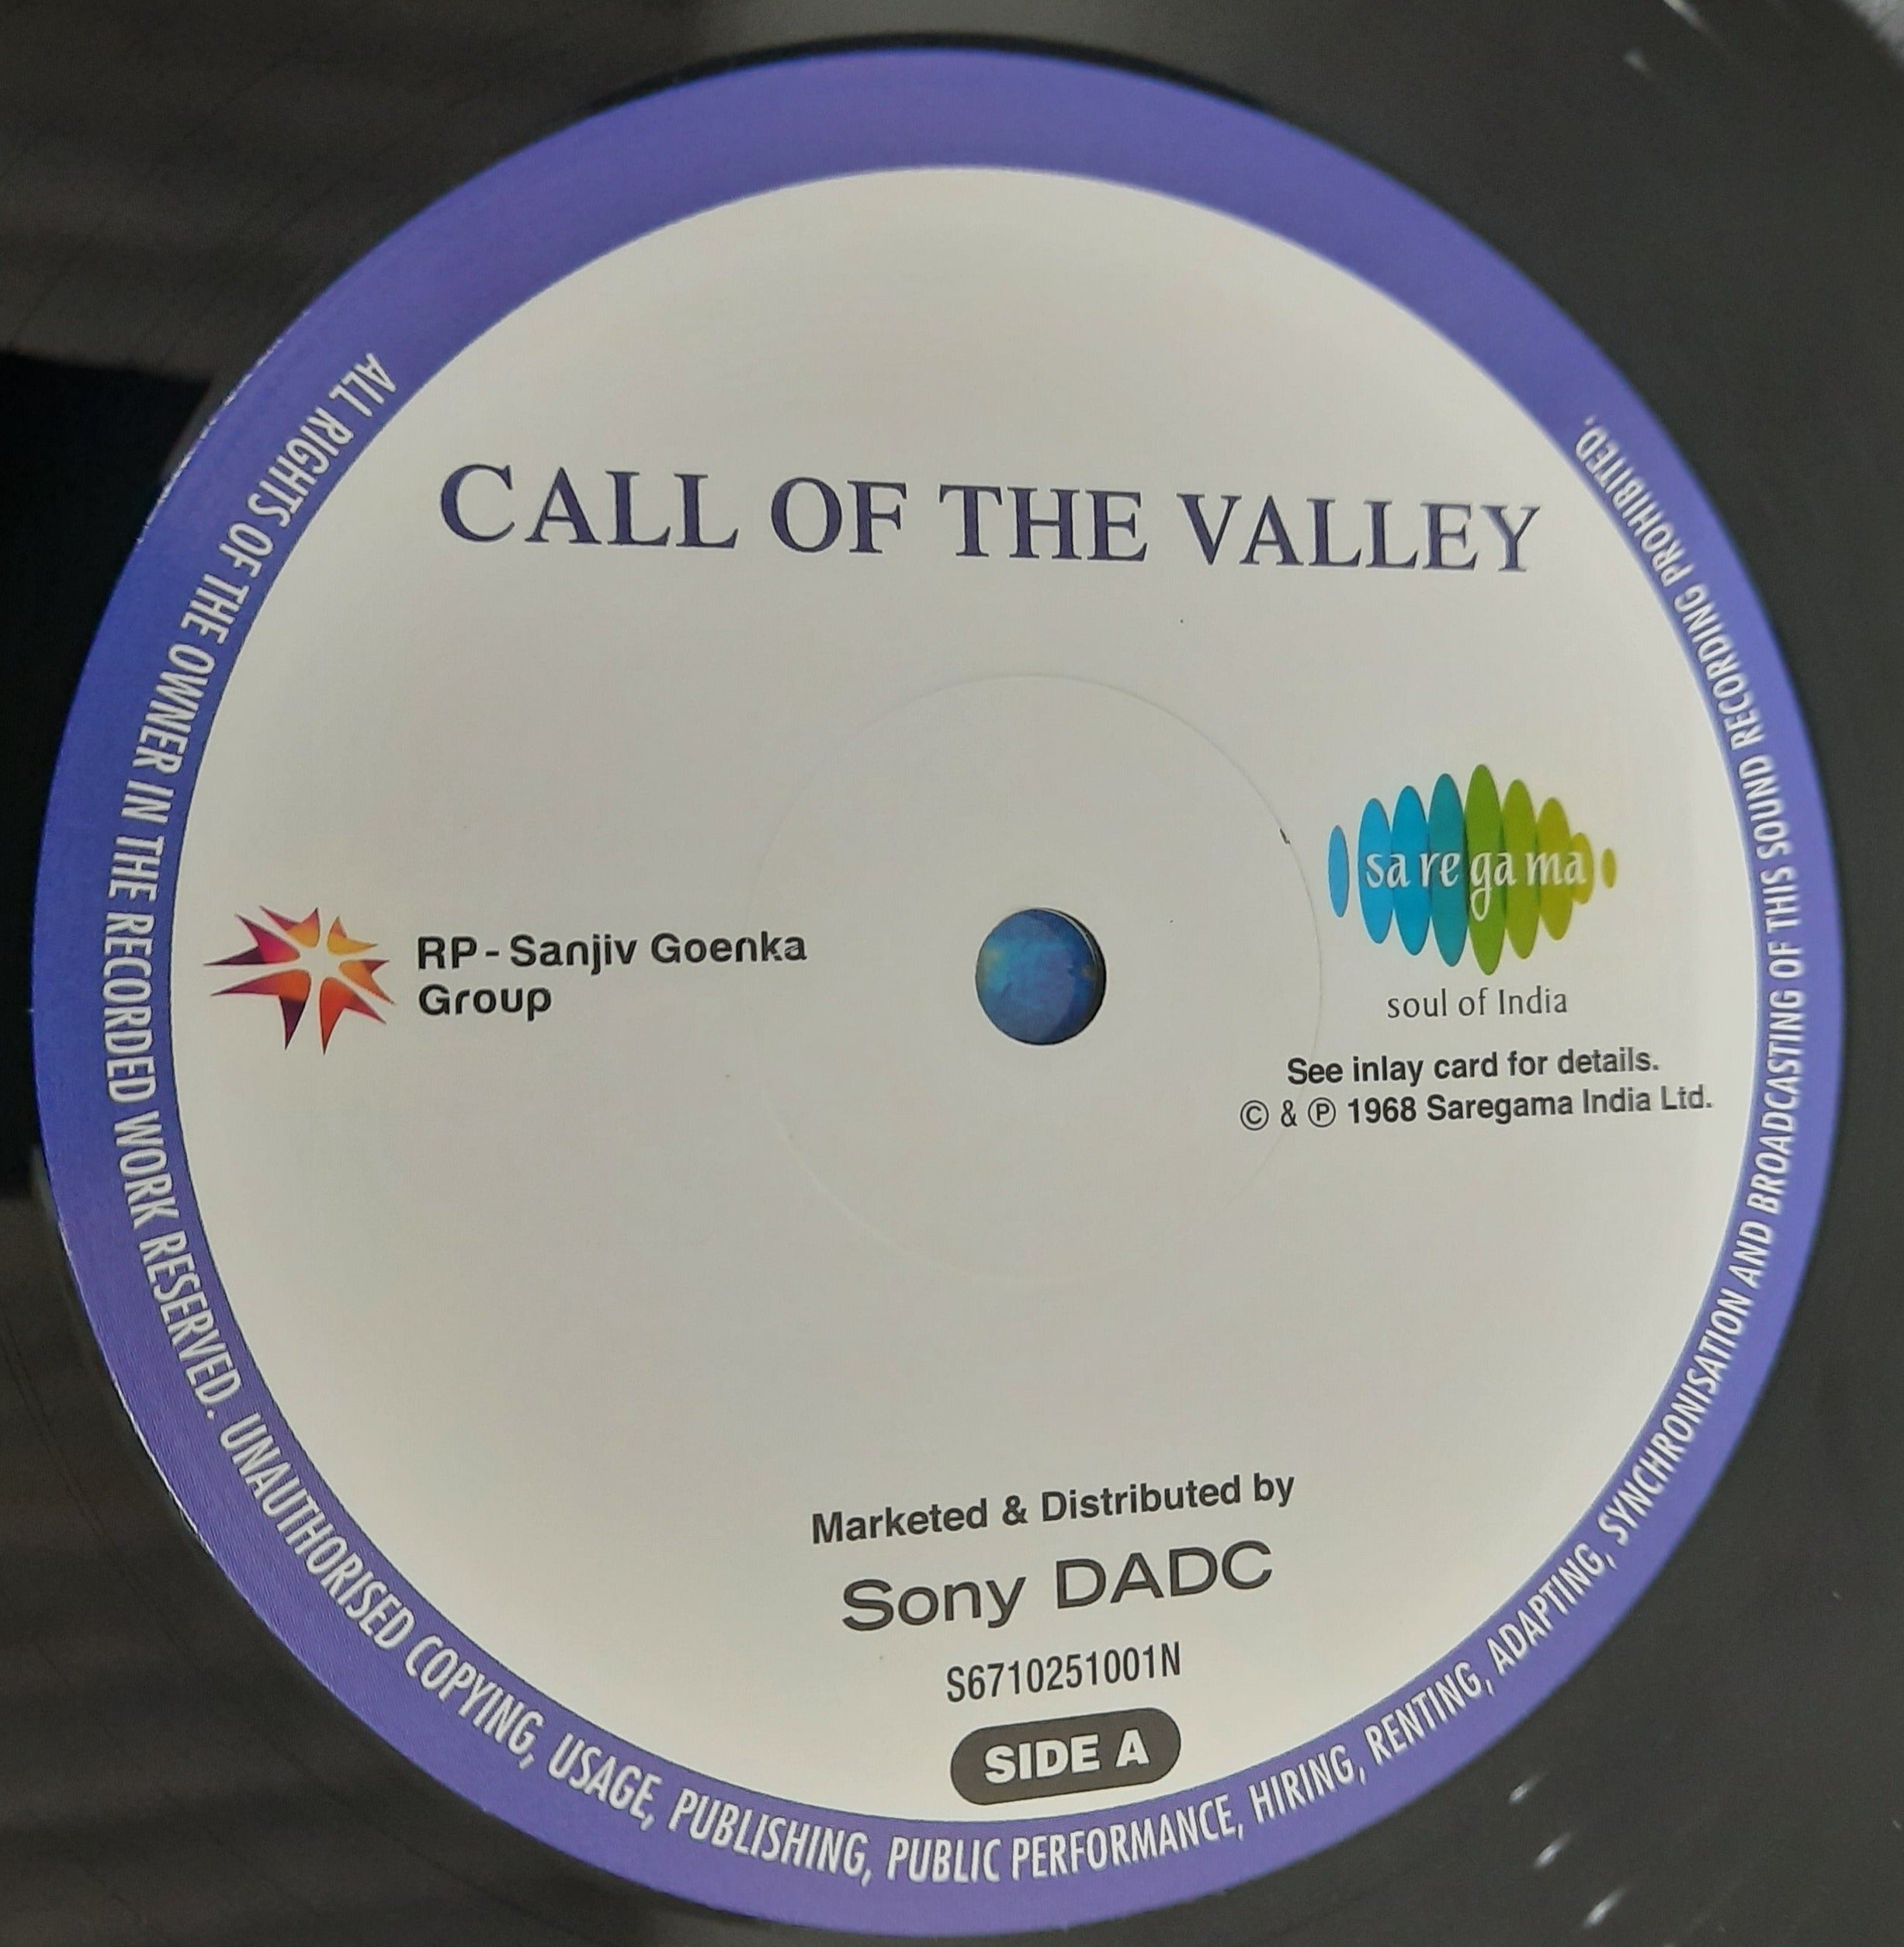 CALL OF THE VALLEY
RP-Sanjiv Goenka
Group
sa re ga ma
soul of India
See inlay card for details.
© & ℗ 1968 Saregama India Ltd.
Marketed & Distributed by
Sony DADC
S6710251001N
SIDE A
ALL RIGHTS OF THE OWNER IN THE RECORDED WORK RESERVED. UNAUTHORISED COPYING, USAGE, PUBLISHING, PUBLIC PERFORMANCE, HIRING, RENTING, ADAPTING, SYNCHRONISATION AND BROADCASTING OF THIS SOUND RECORDING PROHIBITED.